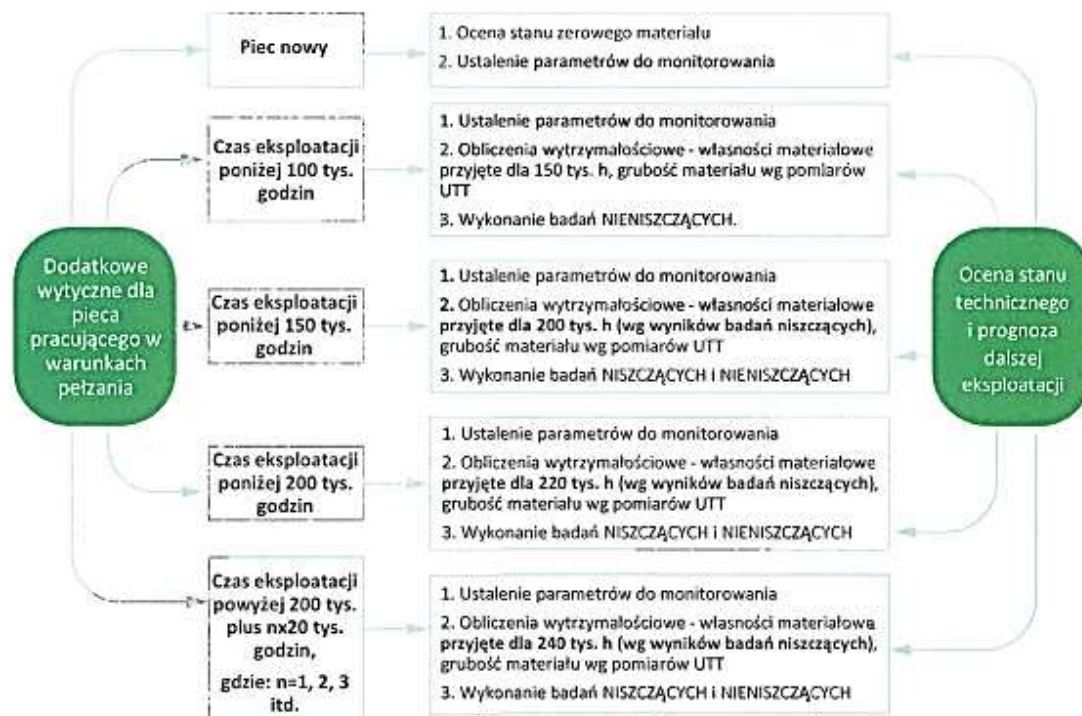 Dodatkowe
wytyczne dla
pieca
pracującego w
warunkach
pełzania
Piec nowy
1. Ocena stanu zerowego materiału
2. Ustalenie parametrów do monitorowania
Czas eksploatacji
poniżej 100 tys.
godzin
1. Ustalenie parametrów do monitorowania
2. Obliczenia wytrzymałościowe - własności materiałowe
przyjęte dla 150 tys. h, grubość materiału wg pomiarów
UTT
3. Wykonanie badań NIENISZCZĄCYCH.
Czas eksploatacji
poniżej 150 tys.
godzin
1. Ustalenie parametrów do monitorowania
2. Obliczenia wytrzymałościowe - własności materiałowe
przyjęte dla 200 tys. h (wg wyników badań niszczących),
grubość materiału wg pomiarów UTT
3. Wykonanie badań NISZCZĄCYCH i NIENISZCZĄCYCH
Czas eksploatacji
poniżej 200 tys.
godzin
1. Ustalenie parametrów do monitorowania
2. Obliczenia wytrzymałościowe - własności materiałowe
przyjęte dla 220 tys. h (wg wyników badań niszczących),
grubość materiału wg pomiarów UTT
3. Wykonanie badań NISZCZĄCYCH i NIENISZCZĄCYCH
Czas eksploatacji
powyżej 200 tys.
plus nx20 tys.
godzin,
gdzie: n=1, 2, 3
itd.
1. Ustalenie parametrów do monitorowania
2. Obliczenia wytrzymałościowe - własności materiałowe
przyjęte dla 240 tys. h (wg wyników badań niszczących),
grubość materiału wg pomiarów UTT
3. Wykonanie badań NISZCZĄCYCH i NIENISZCZĄCYCH
Ocena stanu
technicznego
i prognoza
dalszej
eksploatacji